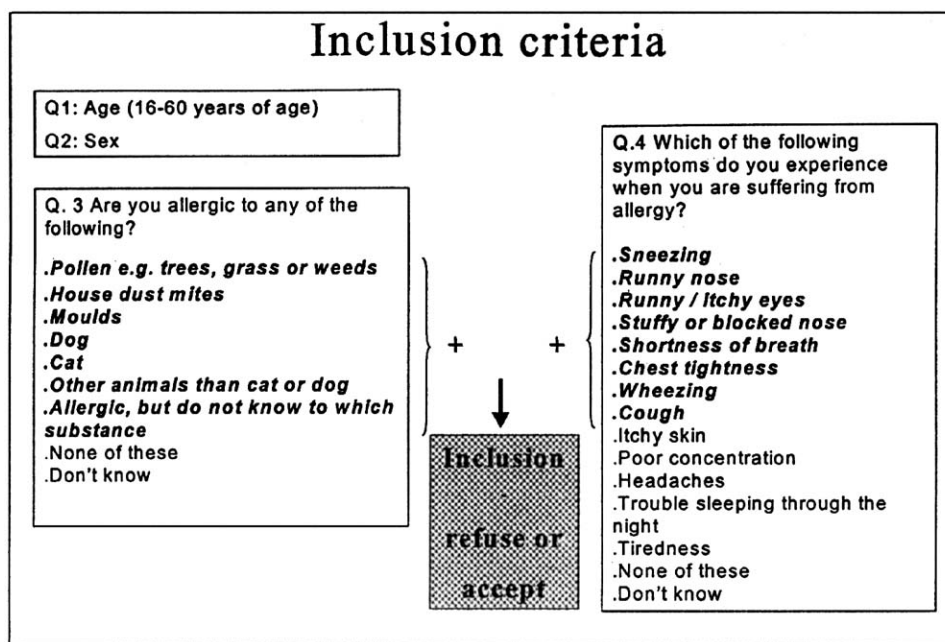 Inclusion criteria
Q1: Age (16-60 years of age)
Q2: Sex
Q. 3 Are you allergic to any of the
following?
.Pollen e.g. trees, grass or weeds
.House dust mites
.Moulds
.Dog
.Cat
.Other animals than cat or dog
.Allergic, but do not know to which
substance
.None of these
.Don't know
+ +
Inclusion
-
refuse or
accept
Q.4 Which of the following
symptoms do you experience
when you are suffering from
allergy?
.Sneezing
.Runny nose
.Runny / Itchy eyes
.Stuffy or blocked nose
.Shortness of breath
.Chest tightness
.Wheezing
.Cough
.Itchy skin
.Poor concentration
.Headaches
.Trouble sleeping through the
night
.Tiredness
.None of these
.Don't know